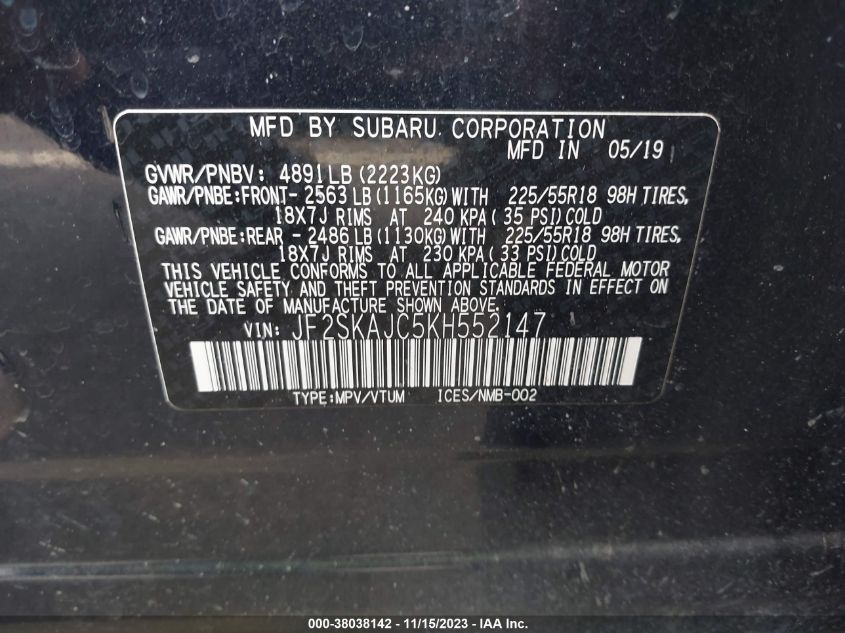 MFD BY SUBARU CORPORATION
MFD IN 05/19
GVWR/PNBV: 4891LB (2223KG)
GAWR/PNBE:FRONT- 2563 LB (1165KG) WITH 225/55R18 98H TIRES,
18X7J RIMS AT 240 KPA ( 35 PSI) COLD
GAWR/PNBE:REAR - 2486 LB (1130KG) WITH 225/55R18 98H TIRES,
18X7J RIMS AT 230 KPA ( 33 PSI) COLD
THIS VEHICLE CONFORMS TO ALL APPLICABLE FEDERAL MOTOR
VEHICLE SAFETY AND THEFT PREVENTION STANDARDS IN EFFECT ON
THE DATE OF MANUFACTURE SHOWN ABOVE.
VIN: JF2SKAJC5KH552147
TYPE:MPV/VTUM ICES/NMB-002
000-38038142 - 11/15/2023 - IAA Inc.